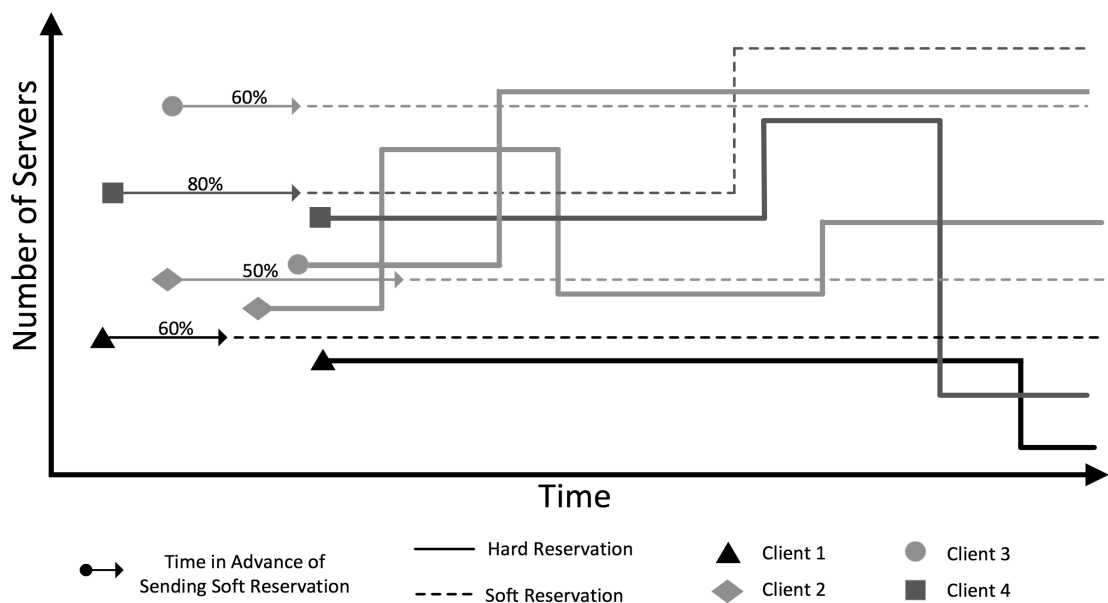 Number of Servers
60%
80%
50%
60%
Time
Time in Advance of
Sending Soft Reservation
Hard Reservation
Soft Reservation
Client 1
Client 2
Client 3
Client 4